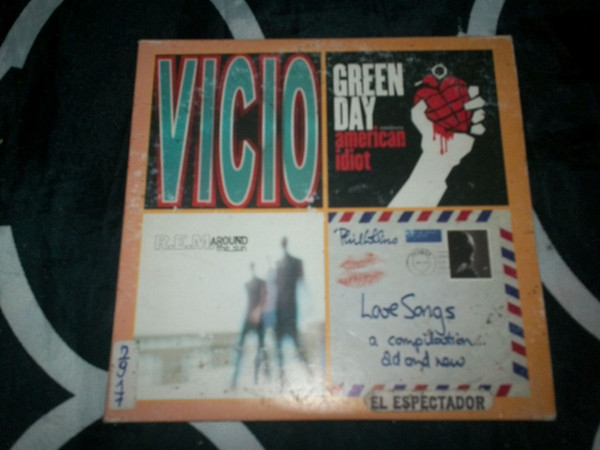 VICIO
GREEN
DAY
american
idiot
R.E.M AROUND
the sun
Phil Collins
Love Songs
a compilation...
old and new
EL ESPECTADOR